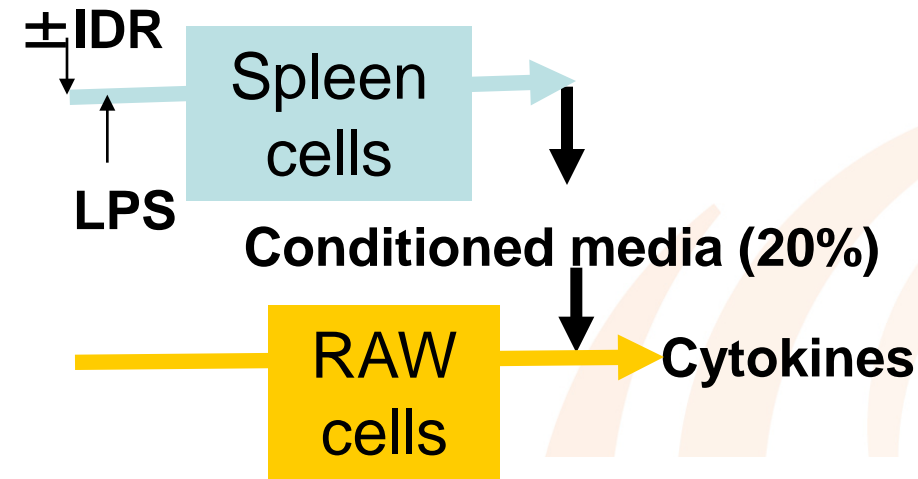 ±IDR
Spleen
cells
LPS
Conditioned media (20%)
RAW
cells
Cytokines